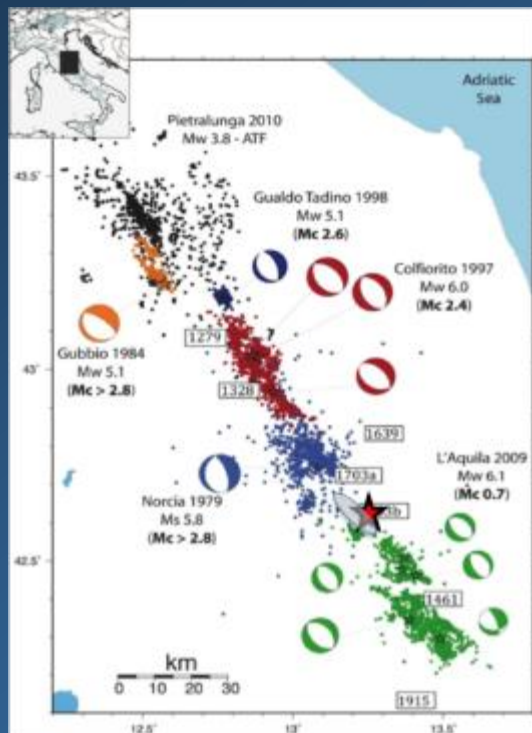 Adriatic
Sea
Pietralunga 2010
Mw 3.8 - ATF
43.5˚
Gualdo Tadino 1998
Mw 5.1
(Mc 2.6)
Colfiorito 1997
Mw 6.0
(Mc 2.4)
1279
?
43˚
Gubbio 1984
Mw 5.1
(Mc > 2.8)
1328
1639
1703a
L'Aquila 2009
Mw 6.1
(Mc 0.7)
Norcia 1979
Ms 5.8
(Mc > 2.8)
42.5˚
1461
km
0 10 20 30
1915
12.5˚ 13˚ 13.5˚